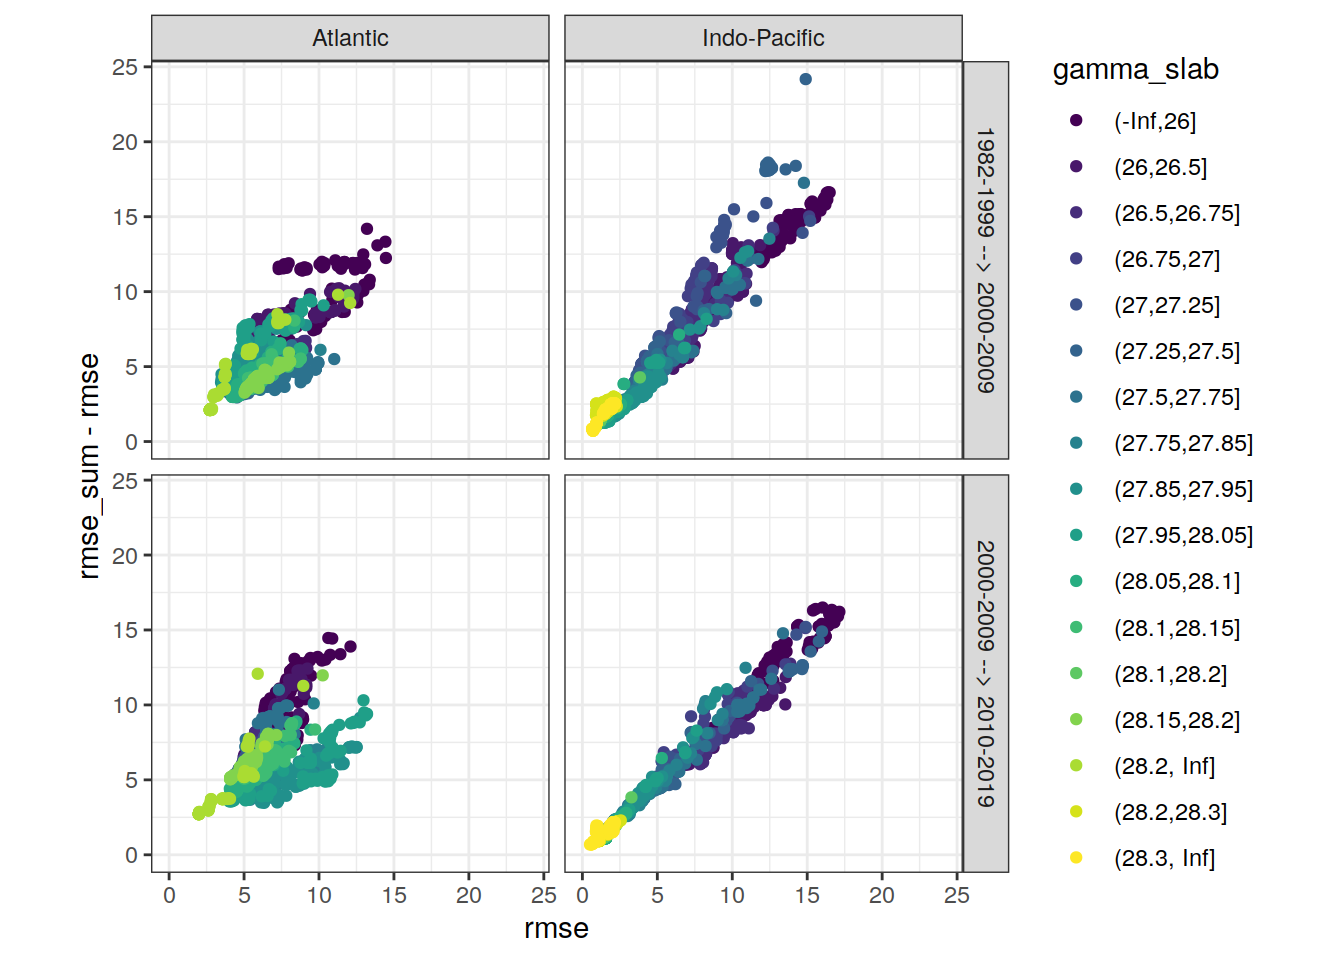 Atlantic
Indo-Pacific
25
20
15
10
5
0
1982-1999 --> 2000-2009
25
20
15
10
5
0
2000-2009 --> 2010-2019
0 5 10 15 20 25
0 5 10 15 20 25
rmse
rmse_sum - rmse
gamma_slab
(-Inf,26]
(26,26.5]
(26.5,26.75]
(26.75,27]
(27,27.25]
(27.25,27.5]
(27.5,27.75]
(27.75,27.85]
(27.85,27.95]
(27.95,28.05]
(28.05,28.1]
(28.1,28.15]
(28.1,28.2]
(28.15,28.2]
(28.2, Inf]
(28.2,28.3]
(28.3, Inf]